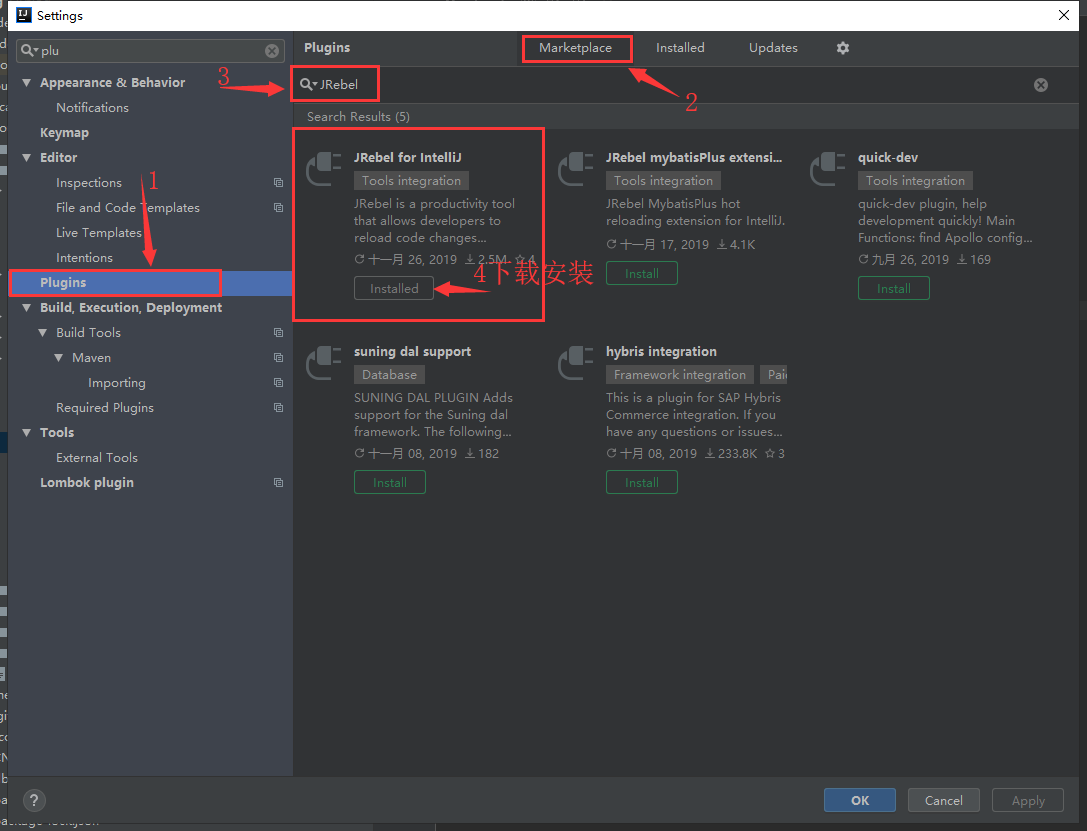 Settings
plu
Appearance & Behavior
Notifications
Keymap
Editor
Inspections
File and Code Templates
Live Templates
Intentions
Plugins
Build, Execution, Deployment
Build Tools
Maven
Importing
Required Plugins
Tools
External Tools
Lombok plugin
1
3
Plugins
Marketplace
Installed
Updates
2
JRebel
Search Results (5)
JRebel for IntelliJ
Tools integration
JRebel is a productivity tool
that allows developers to
reload code changes...
十一月 26, 2019 2.5M 4
Installed
4下载安装
JRebel mybatisPlus extensi...
Tools integration
JRebel MybatisPlus hot
reloading extension for IntelliJ.
十一月 17, 2019 4.1K
Install
quick-dev
Tools integration
quick-dev plugin, help
development quickly! Main
Functions: find Apollo config...
九月 26, 2019 169
Install
suning dal support
Database
SUNING DAL PLUGIN Adds
support for the Suning dal
framework. The following...
十一月 08, 2019 182
Install
hybris integration
Framework integration
Paid
This is a plugin for SAP Hybris
Commerce integration. If you
have any questions or issues...
十月 08, 2019 233.8K 3
Install
?
OK
Cancel
Apply